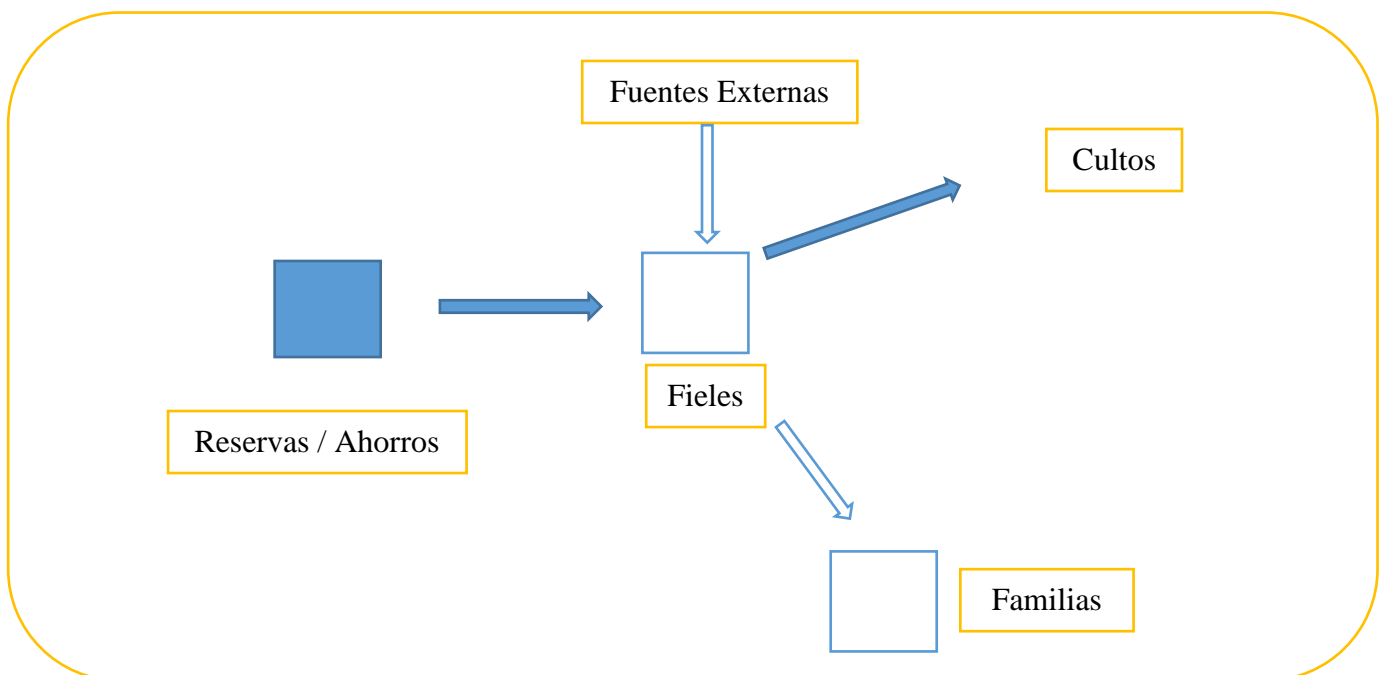 Fuentes Externas
Cultos
Fieles
Reservas / Ahorros
Familias